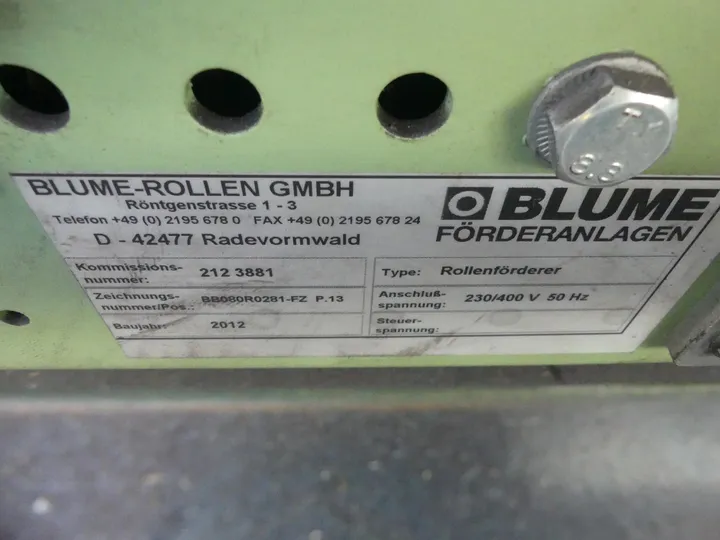 TY
8.8
BLUME-ROLLEN GMBH
Röntgenstrasse 1 - 3
Telefon +49 (0) 2195 678 0 FAX +49 (0) 2195 678 24
D - 42477 Radevormwald
BLUME
FÖRDERANLAGEN
Kommissions-
nummer: 212 3881
Zeichnungs-
nummer/Pos.: BB080R0281-FZ P.13
Baujahr: 2012
Type: Rollenförderer
Anschluß-
spannung: 230/400 V 50 Hz
Steuer-
spannung: